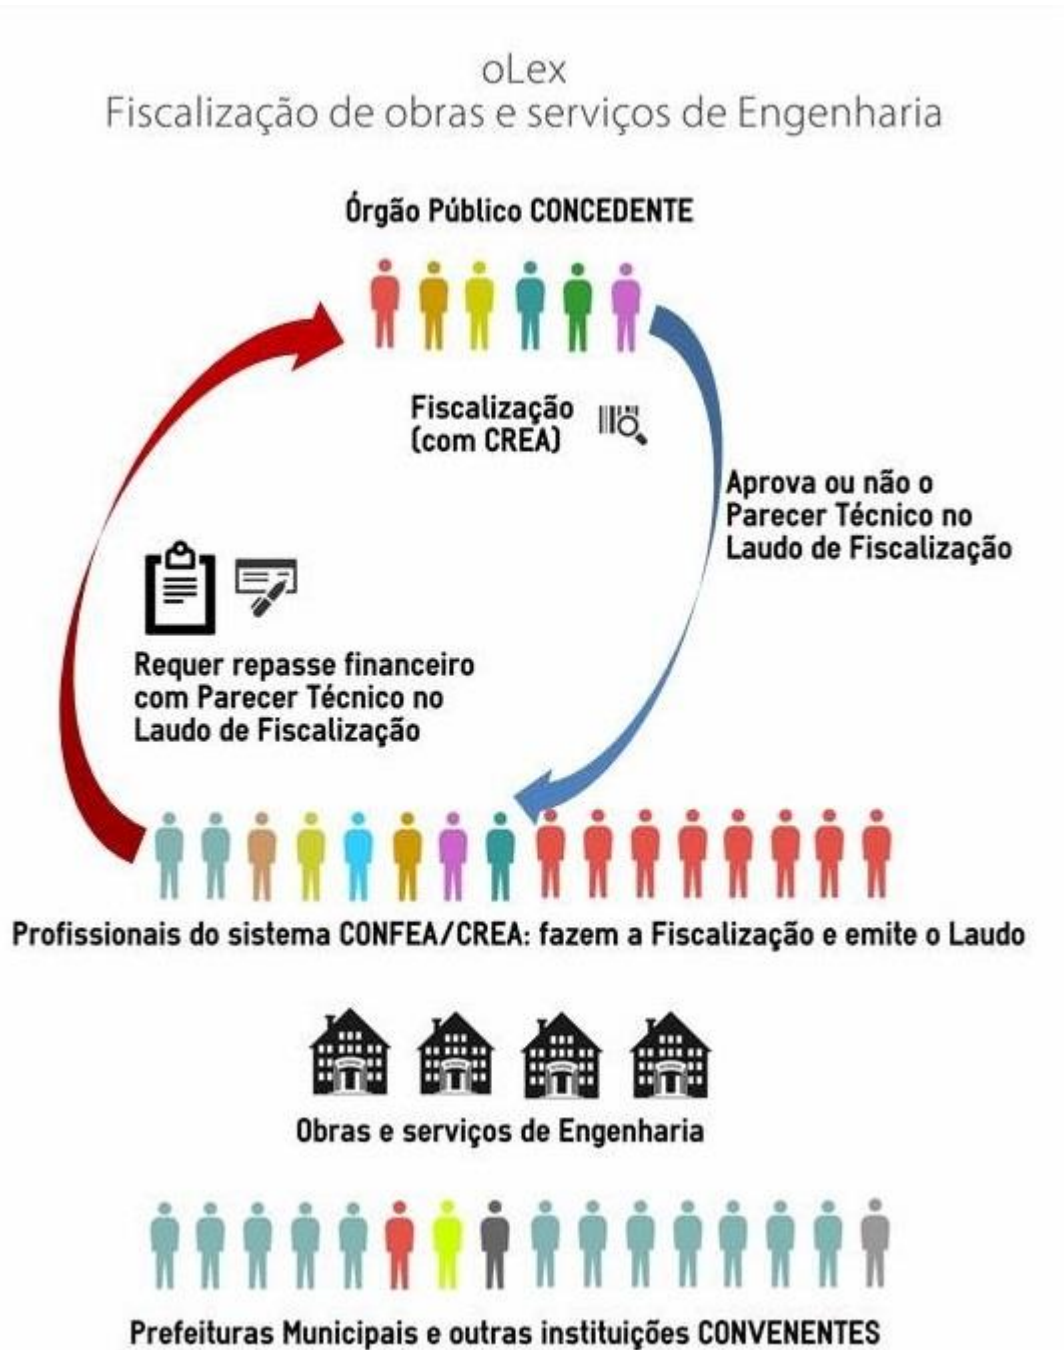 oLex
Fiscalização de obras e serviços de Engenharia
Órgão Público CONCEDENTE
Fiscalização
(com CREA)
Aprova ou não o
Parecer Técnico no
Laudo de Fiscalização
Requer repasse financeiro
com Parecer Técnico no
Laudo de Fiscalização
Profissionais do sistema CONFEA/CREA: fazem a Fiscalização e emite o Laudo
Obras e serviços de Engenharia
Prefeituras Municipais e outras instituições CONVENENTES